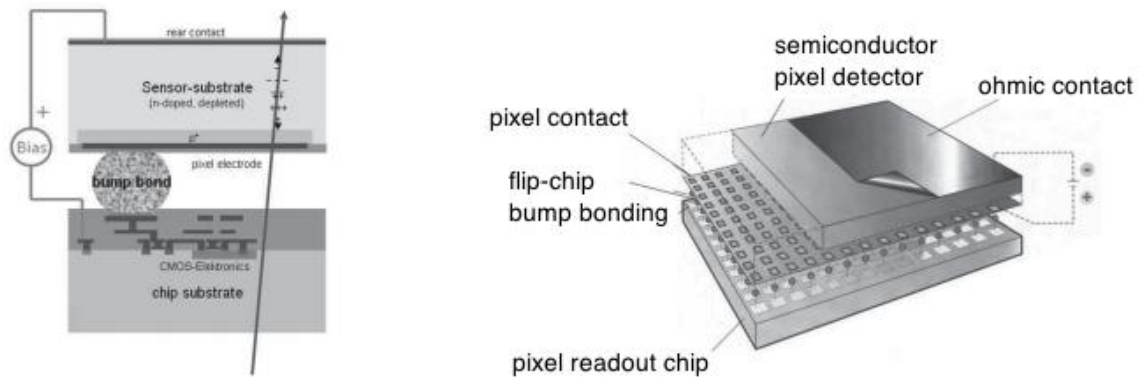 rear contact
Sensor-substrate
(n-doped, depleted)
+
Bias
p+
pixel electrode
bump bond
CMOS-Elektronics
chip substrate
semiconductor
pixel detector
ohmic contact
pixel contact
flip-chip
bump bonding
pixel readout chip